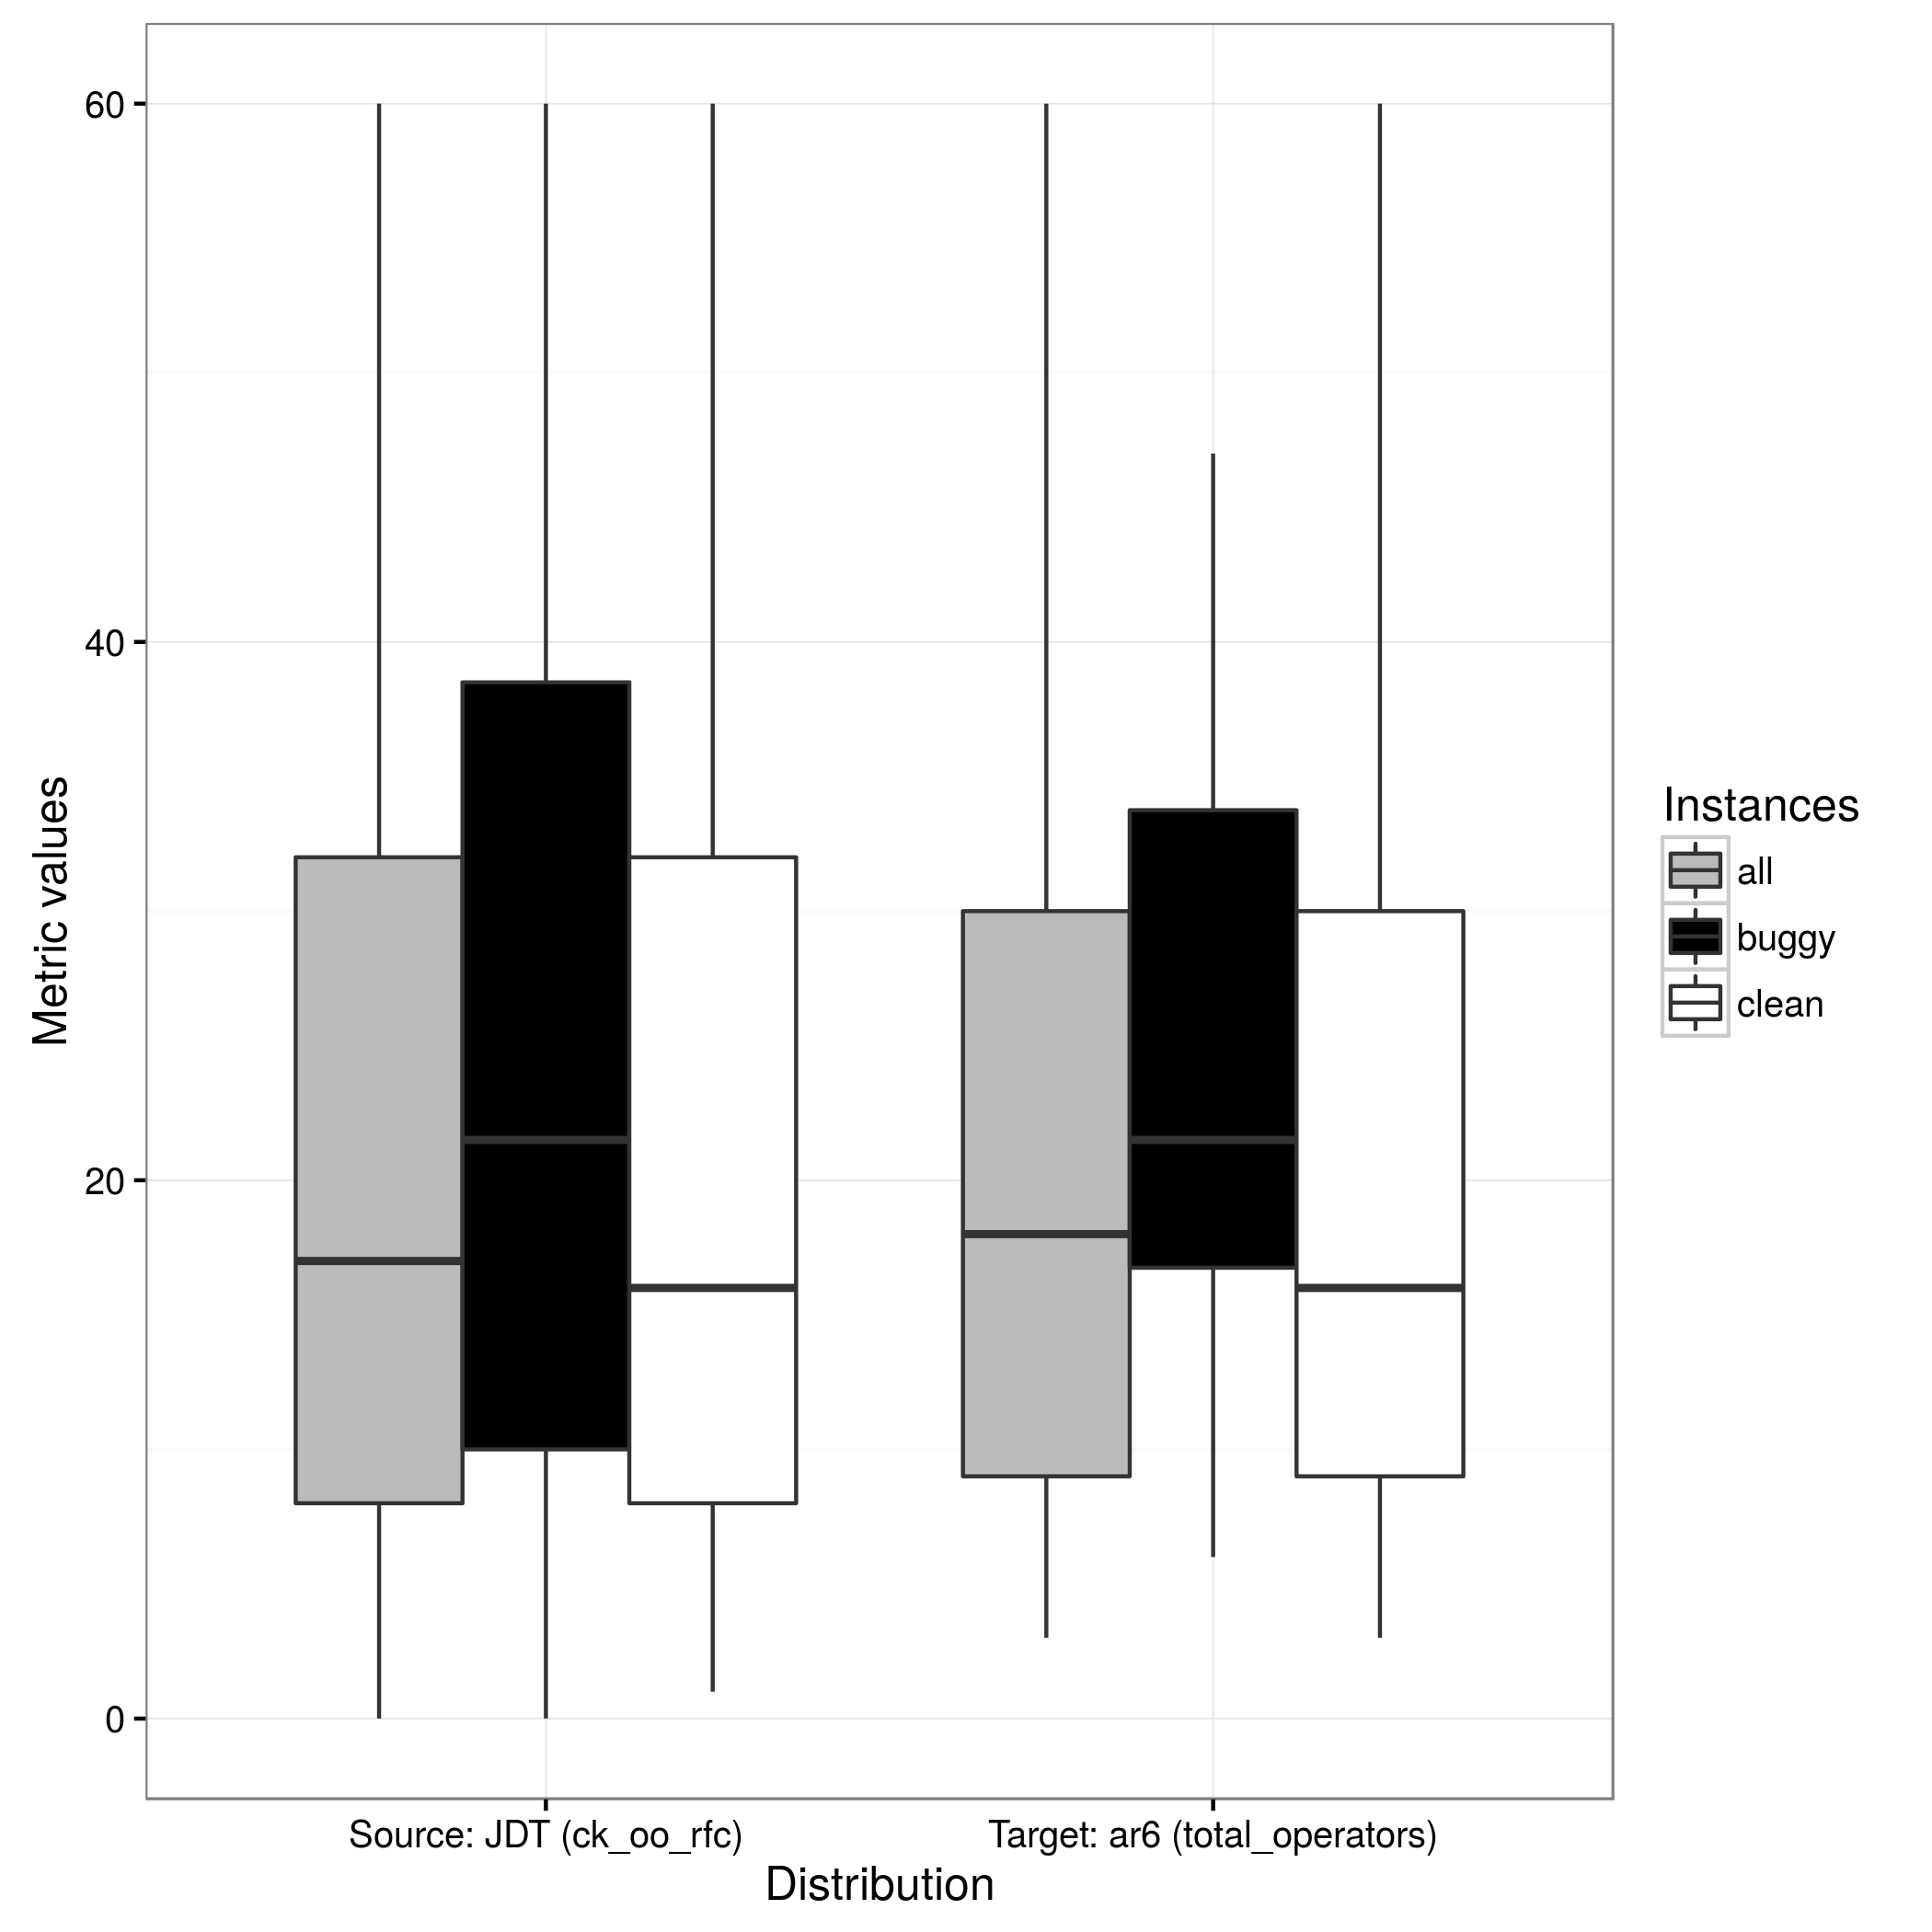 60
40
20
0
Metric values
Source: JDT (ck_oo_rfc)
Target: ar6 (total_operators)
Distribution
Instances
all
buggy
clean